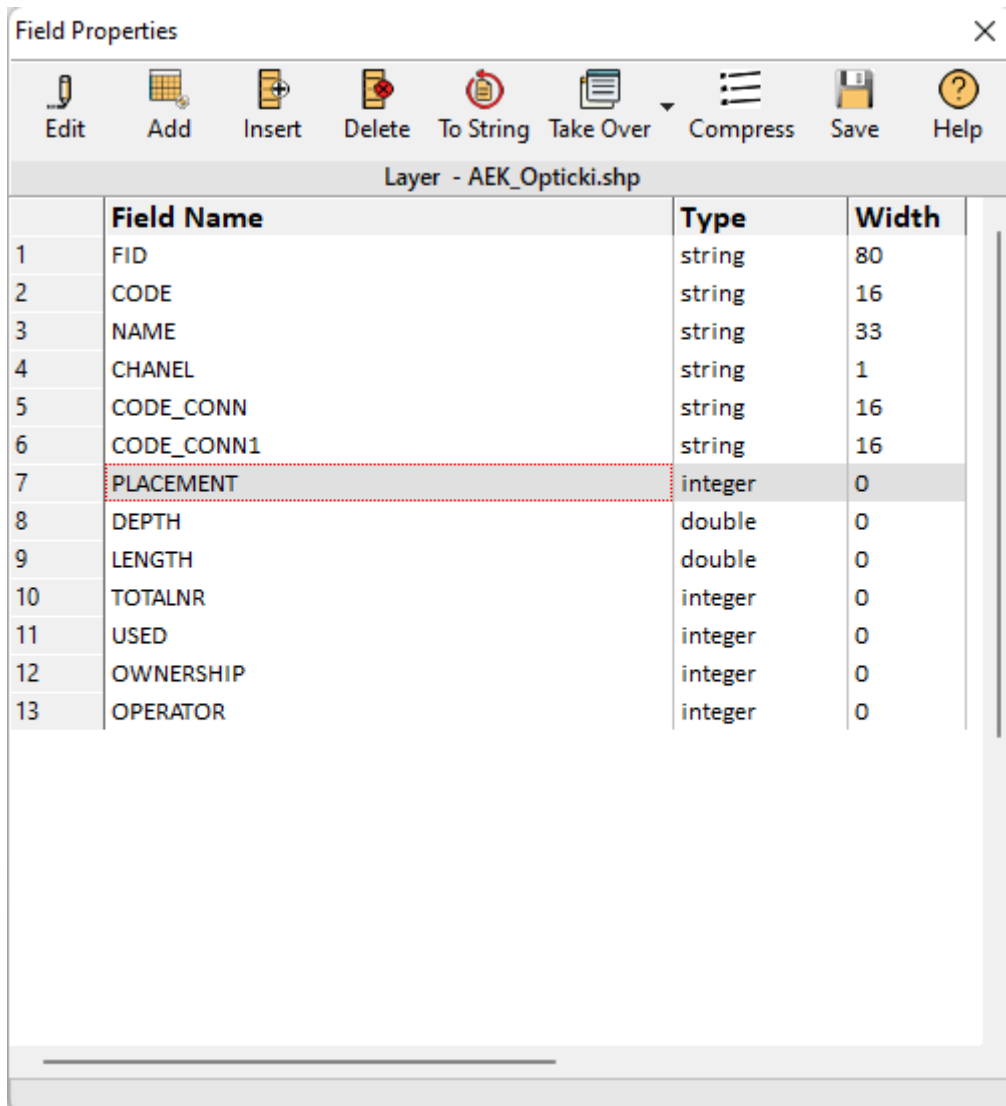 Field Properties
Edit Add Insert Delete To String Take Over Compress Save Help
Layer - AEK_Opticki.shp
Field Name Type Width
1 FID string 80
2 CODE string 16
3 NAME string 33
4 CHANEL string 1
5 CODE_CONN string 16
6 CODE_CONN1 string 16
7 PLACEMENT integer 0
8 DEPTH double 0
9 LENGTH double 0
10 TOTALNR integer 0
11 USED integer 0
12 OWNERSHIP integer 0
13 OPERATOR integer 0